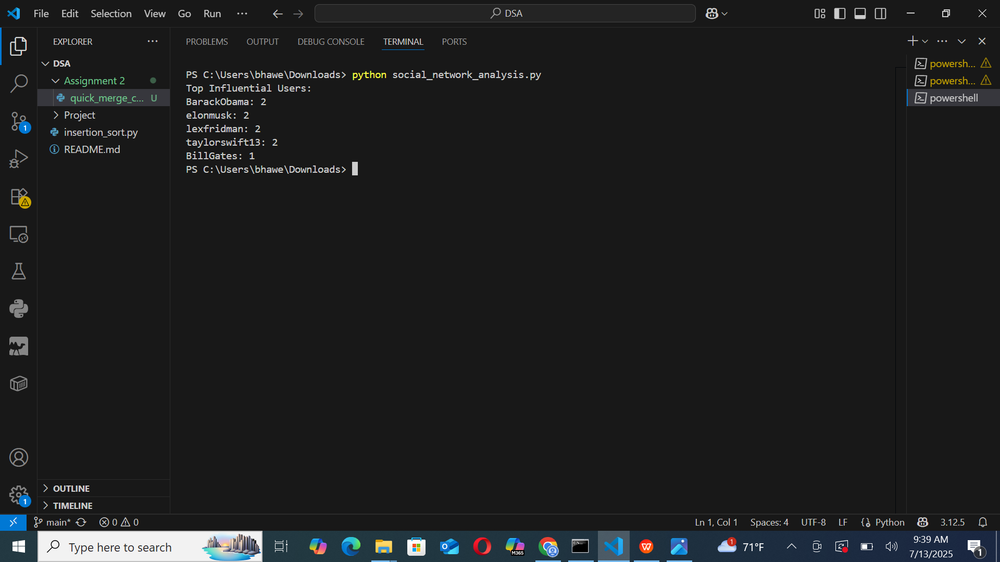 File Edit Selection View Go Run ...
DSA
EXPLORER ...
DSA
Assignment 2
quick_merge_c... U
Project
insertion_sort.py
README.md
OUTLINE
TIMELINE
1
1
PROBLEMS OUTPUT DEBUG CONSOLE TERMINAL PORTS
PS C:\Users\bhawe\Downloads> python social_network_analysis.py
Top Influential Users:
BarackObama: 2
elonmusk: 2
lexfridman: 2
taylorswift13: 2
BillGates: 1
PS C:\Users\bhawe\Downloads>
powersh...
powersh...
powershell
main* 0 0
Ln 1, Col 1 Spaces: 4 UTF-8 LF {} Python 3.12.5
Type here to search
M365
1
71°F
9:39 AM
7/13/2025
1